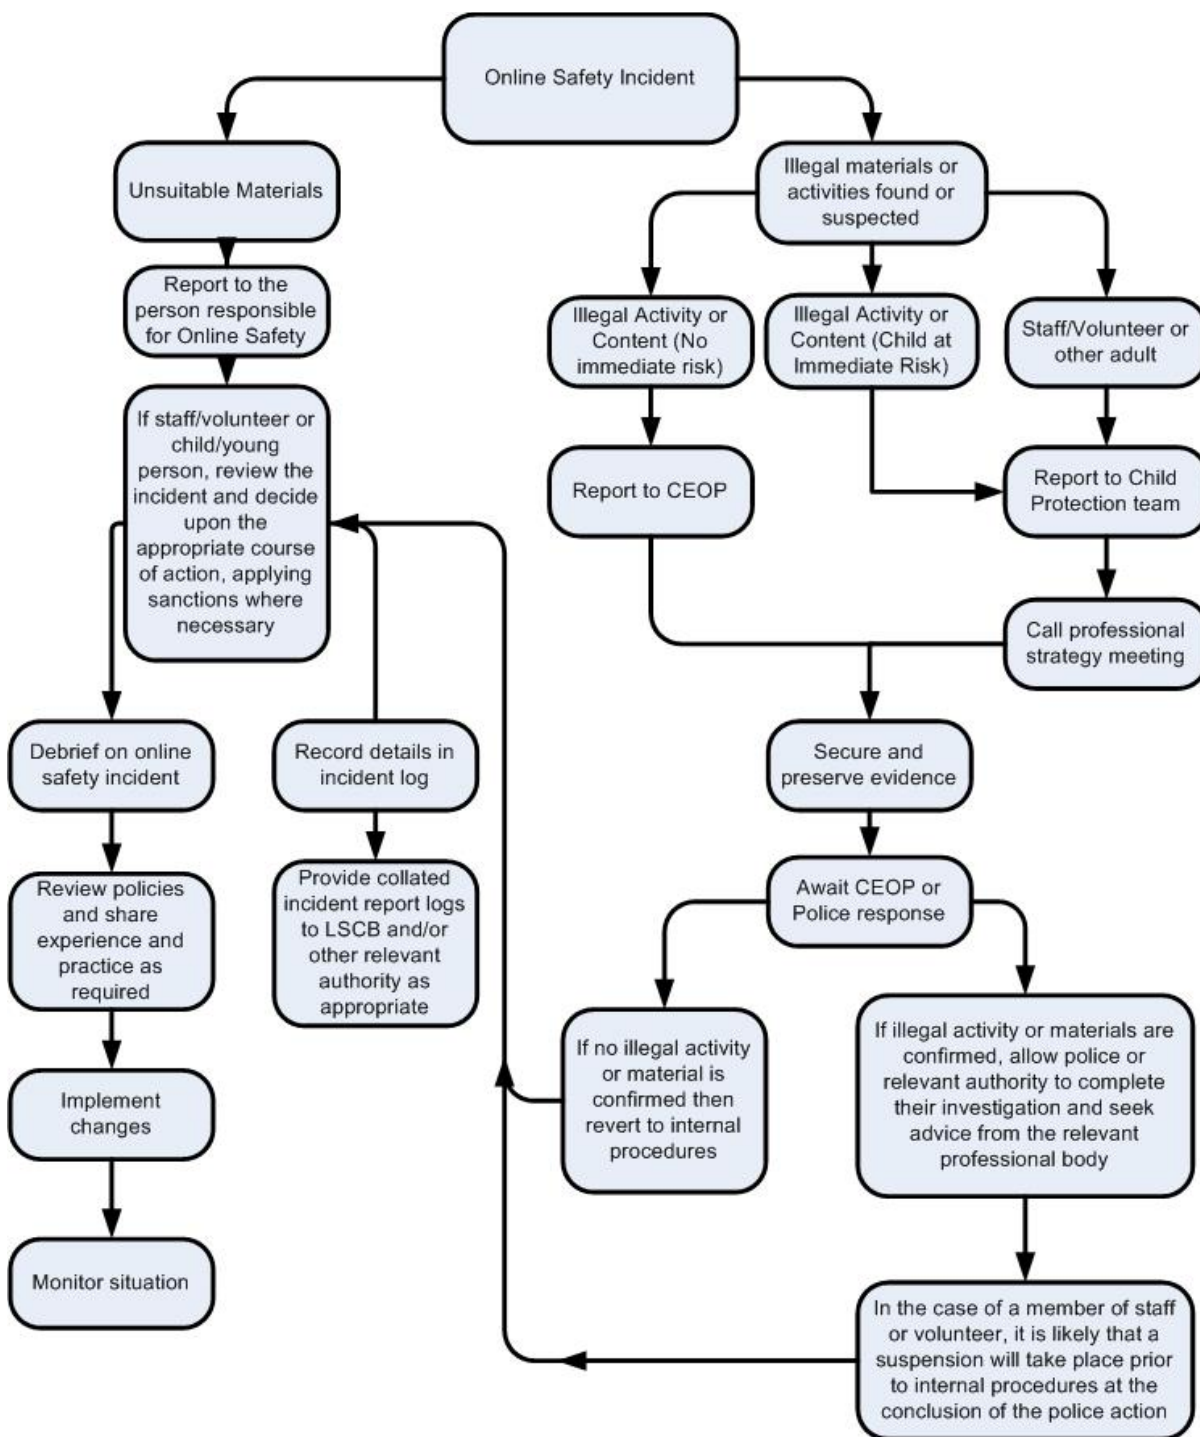 Online Safety Incident
Unsuitable Materials
Illegal materials or
activities found or
suspected
Report to the
person responsible
for Online Safety
Illegal Activity or
Content (No
immediate risk)
Illegal Activity or
Content (Child at
Immediate Risk)
Staff/Volunteer or
other adult
If staff/volunteer or
child/young
person, review the
incident and decide
upon the
appropriate course
of action, applying
sanctions where
necessary
Report to CEOP
Report to Child
Protection team
Call professional
strategy meeting
Debrief on online
safety incident
Record details in
incident log
Secure and
preserve evidence
Review policies
and share
experience and
practice as
required
Provide collated
incident report logs
to LSCB and/or
other relevant
authority as
appropriate
Await CEOP or
Police response
If no illegal activity
or material is
confirmed then
revert to internal
procedures
If illegal activity or materials are
confirmed, allow police or
relevant authority to complete
their investigation and seek
advice from the relevant
professional body
Implement
changes
Monitor situation
In the case of a member of staff
or volunteer, it is likely that a
suspension will take place prior
to internal procedures at the
conclusion of the police action